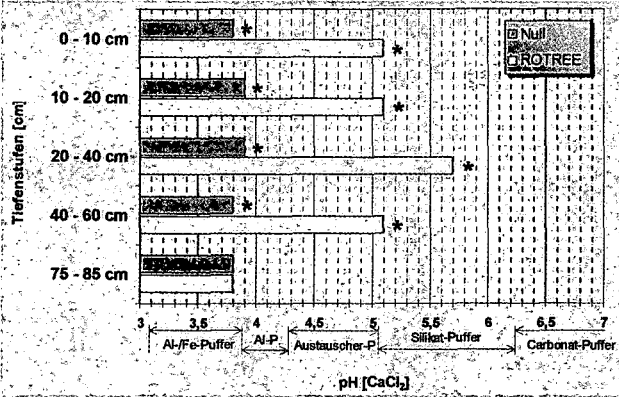 0 - 10 cm
10 - 20 cm
20 - 40 cm
40 - 60 cm
75 - 85 cm
Tiefenstufen [cm]
* * * * * * * *
Null
ROTREE
3 3,5 4 4,5 5 5,5 6 6,5 7
Al-/Fe-Puffer Al-P. Austauscher-P Silikat-Puffer Carbonat-Puffer
pH [CaCl₂]